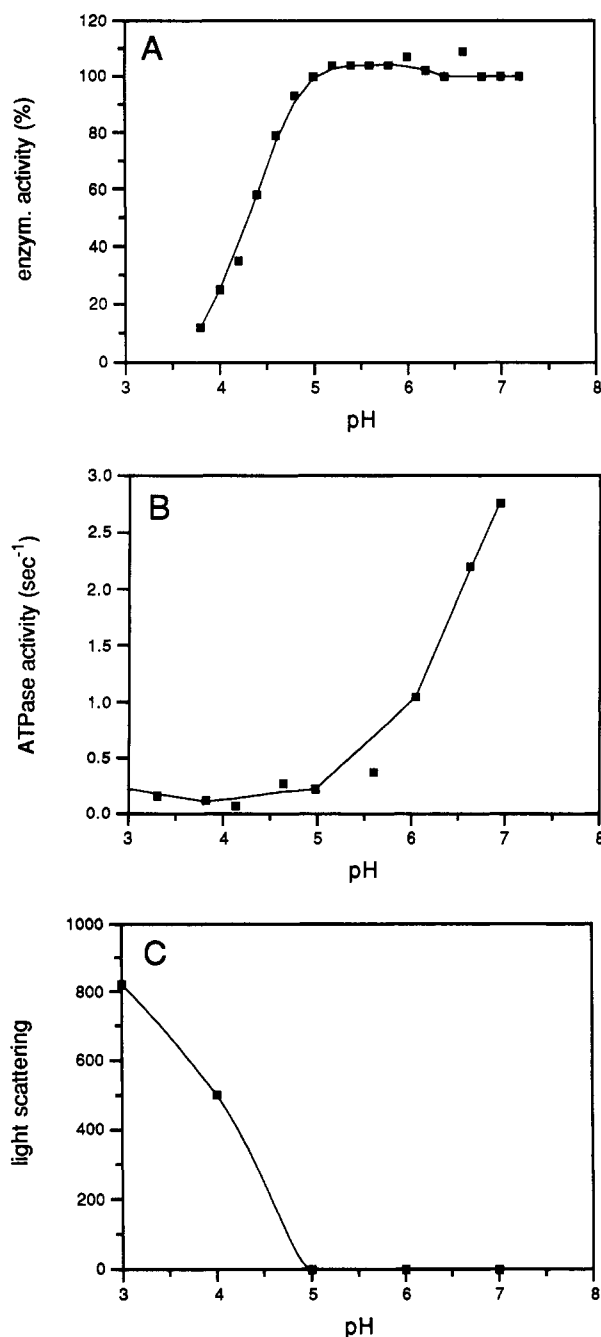 A
enzym. activity (%)
120
100
80
60
40
20
0
3 4 5 6 7 8
pH
B
ATPase activity (sec⁻¹)
3.0
2.5
2.0
1.5
1.0
0.5
0.0
3 4 5 6 7 8
pH
C
light scattering
1000
800
600
400
200
0
3 4 5 6 7 8
pH